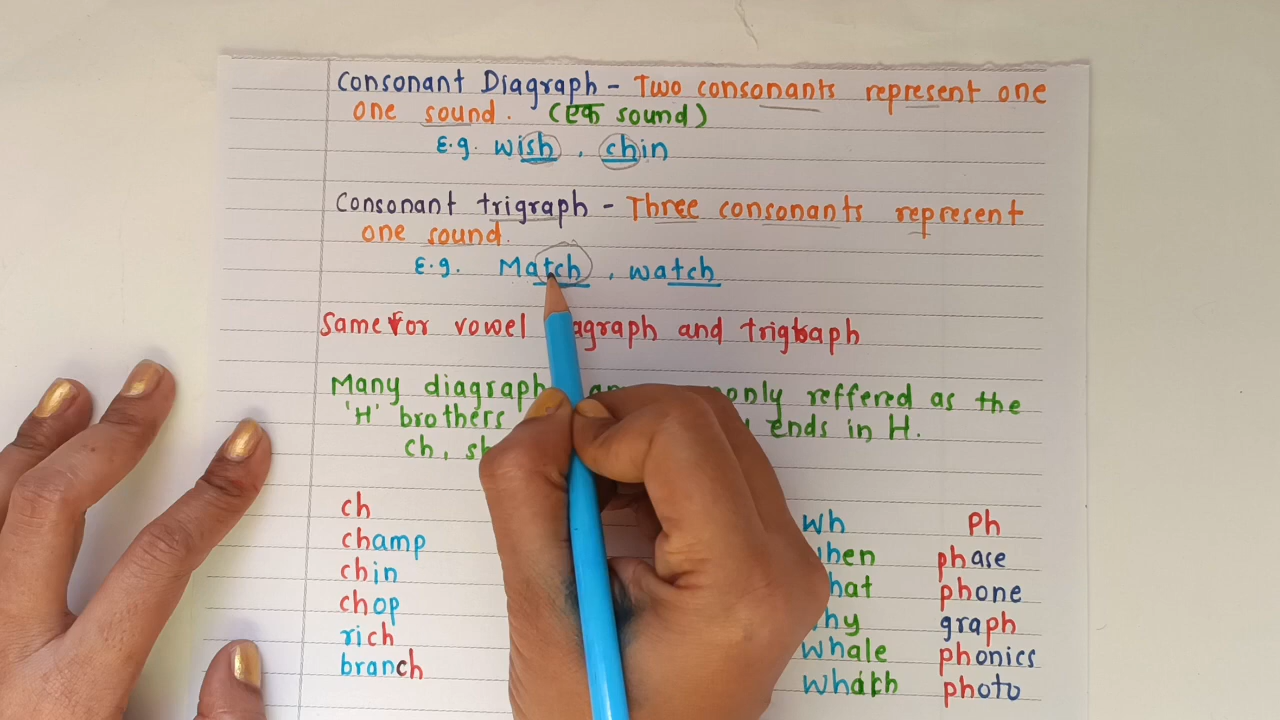 Consonant Diagraph - Two consonants represent one
one sound. (एक sound)
E.g. wish, chin
Consonant trigraph - Three consonants represent
one sound.
E.g. Match, watch
Same for vowel agraph and trigraph
Many diagraph only reffered as the
'H' brothers ends in H.
ch, sh
ch
champ
chin
chop
rich
branch
wh
hen
hat
hy
whale
Ph
phase
phone
graph
phonics
photo